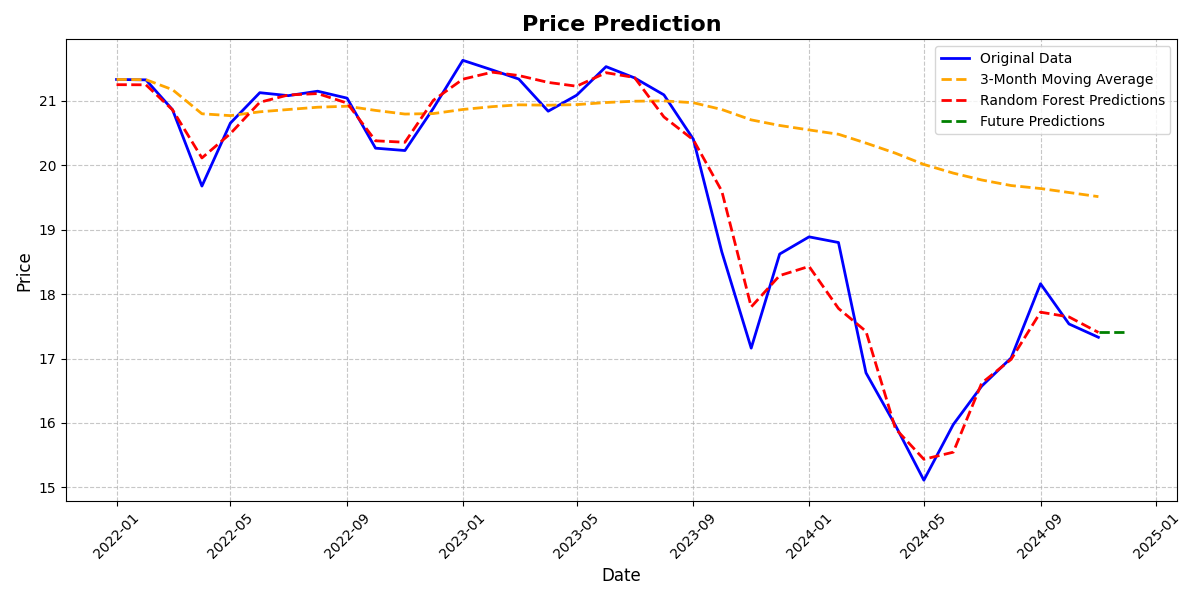 Price Prediction
Original Data
3-Month Moving Average
Random Forest Predictions
Future Predictions
Price
21
20
19
18
17
16
15
2022-01
2022-05
2022-09
2023-01
2023-05
2023-09
2024-01
2024-05
2024-09
2025-01
Date